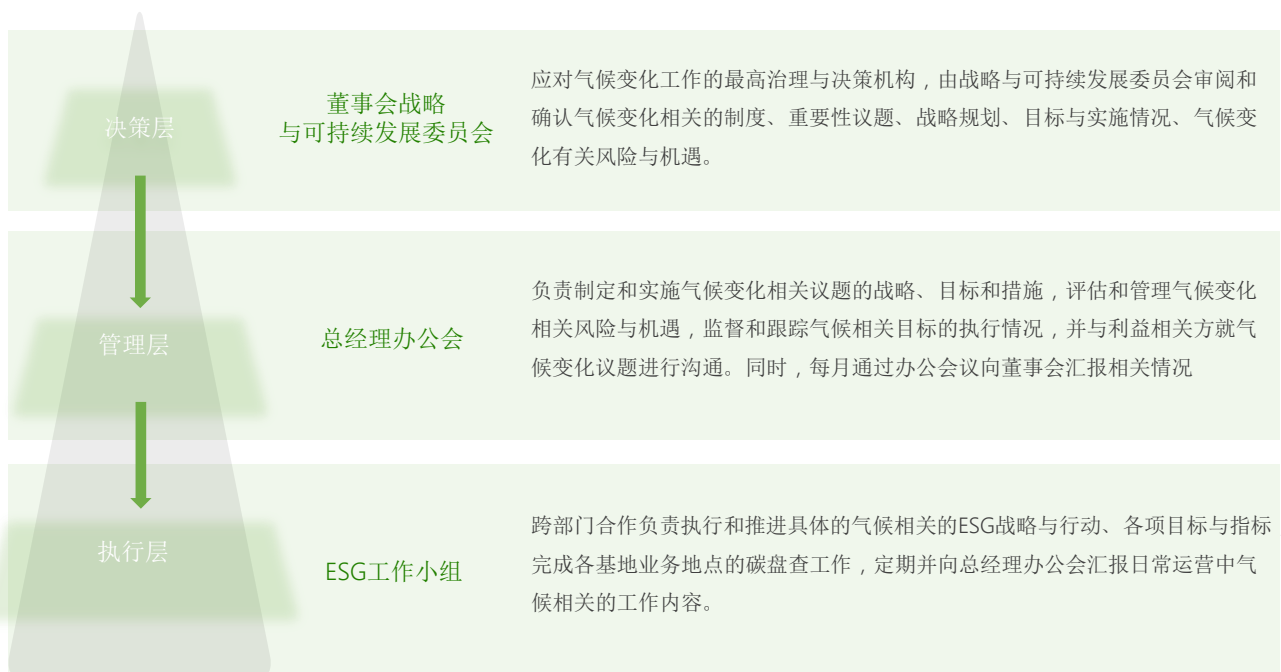 决策层
董事会战略
与可持续发展委员会
应对气候变化工作的最高治理与决策机构，由战略与可持续发展委员会审阅和
确认气候变化相关的制度、重要性议题、战略规划、目标与实施情况、气候变
化有关风险与机遇。
管理层
总经理办公会
负责制定和实施气候变化相关议题的战略、目标和措施，评估和管理气候变化
相关风险与机遇，监督和跟踪气候相关目标的执行情况，并与利益相关方就气
候变化议题进行沟通。同时，每月通过办公会议向董事会汇报相关情况
执行层
ESG工作小组
跨部门合作负责执行和推进具体的气候相关的ESG战略与行动、各项目标与指标
完成各基地业务地点的碳盘查工作，定期并向总经理办公会汇报日常运营中气
候相关的工作内容。